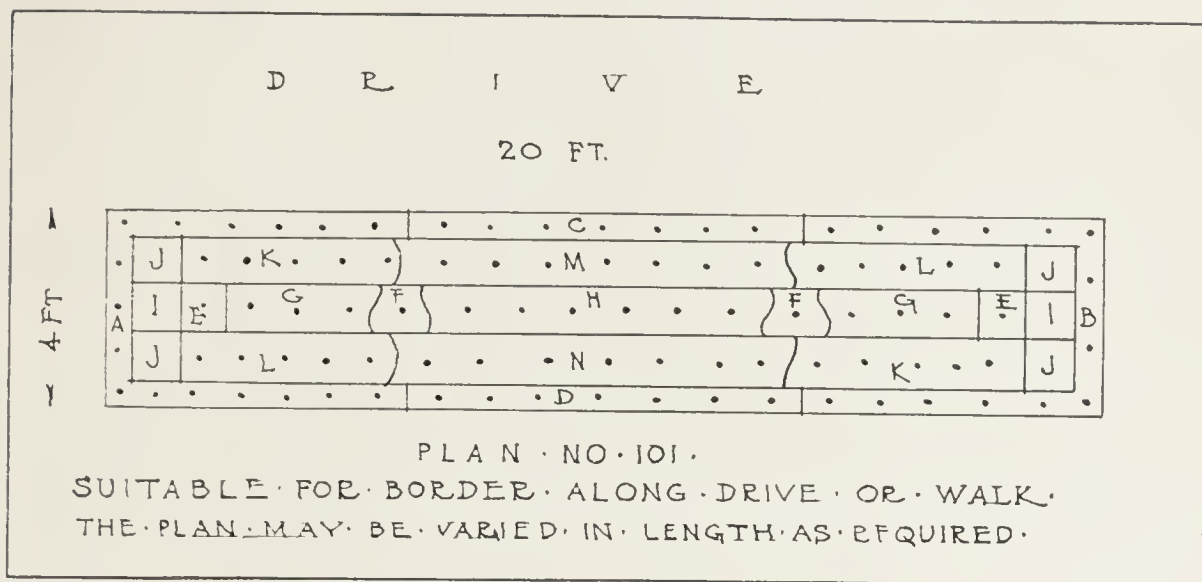 D R I V E
20 FT.
4 FT
C
J K M L J
A I E G F H F G E I B
J L N K J
D
PLAN · NO · 101 ·
SUITABLE · FOR · BORDER · ALONG · DRIVE · OR · WALK ·
THE · PLAN · MAY · BE · VARIED · IN · LENGTH · AS · REQUIRED ·